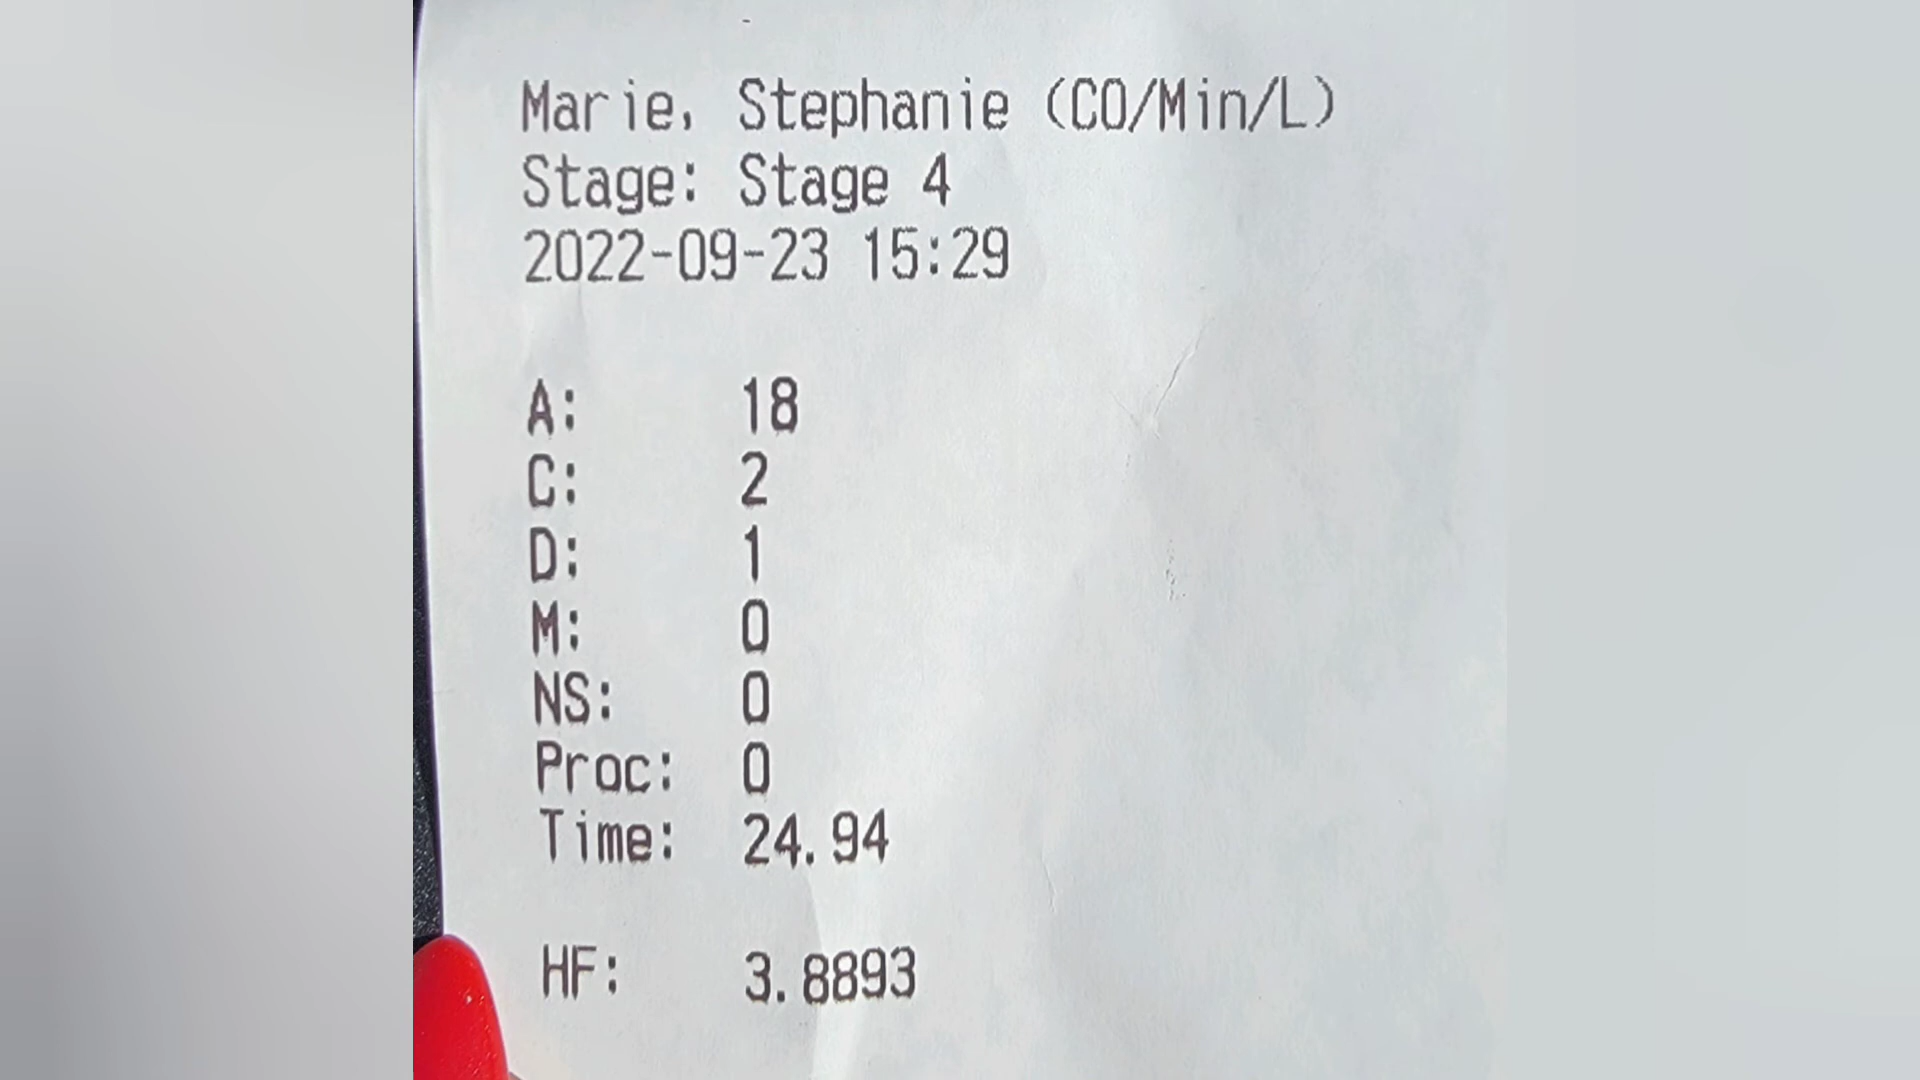 Marie, Stephanie (CO/Min/L)
Stage: Stage 4
2022-09-23 15:29
A: 18
C: 2
D: 1
M: 0
NS: 0
Proc: 0
Time: 24.94
HF: 3.8893